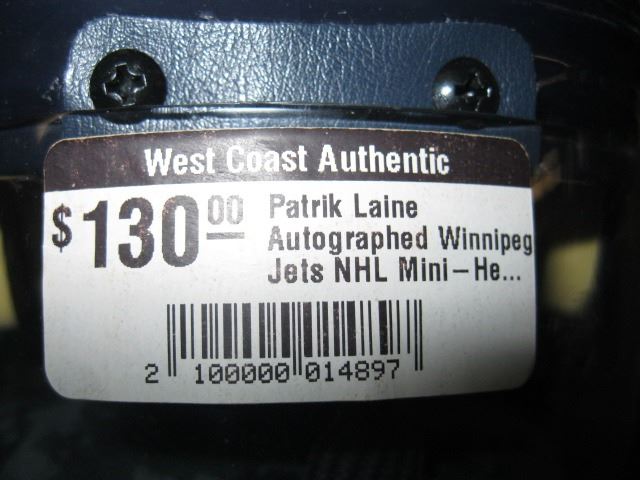 West Coast Authentic
$130.00
Patrik Laine
Autographed Winnipeg
Jets NHL Mini-He...
2 100000 014897